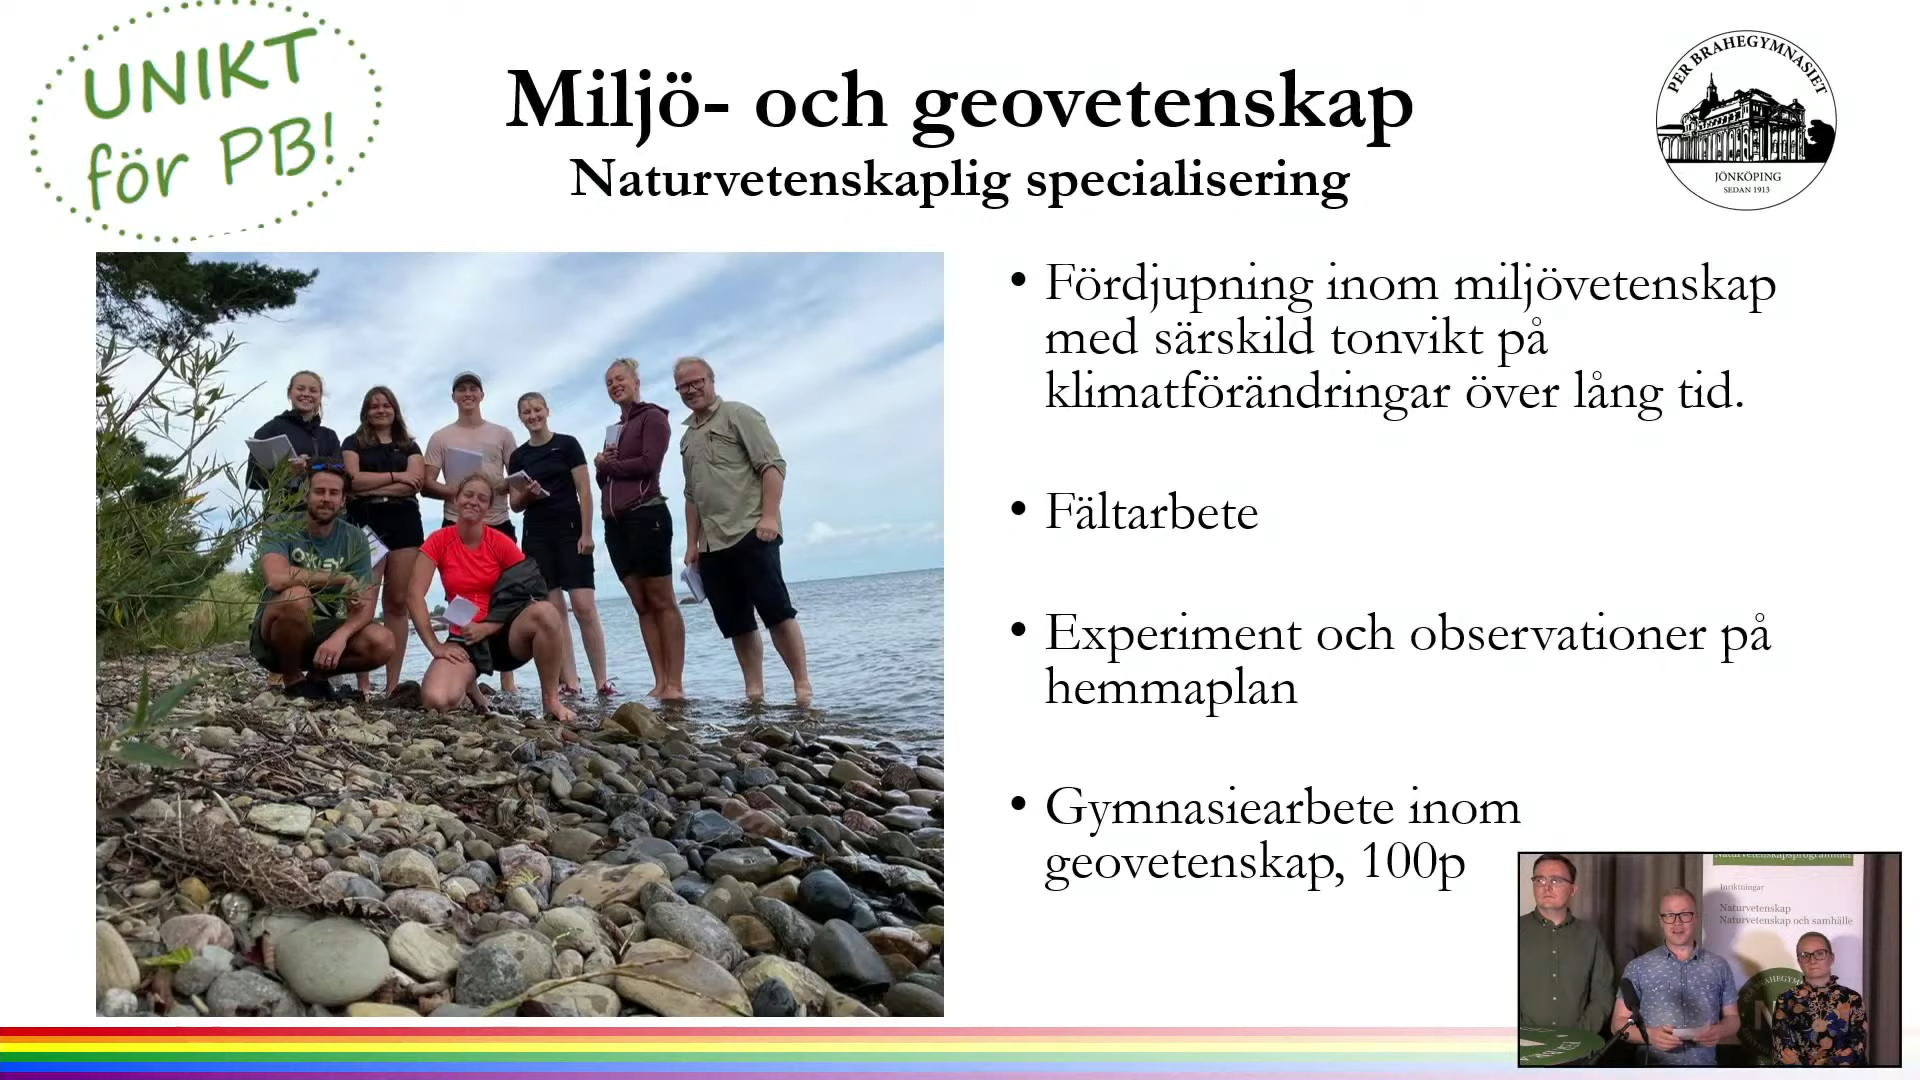 UNIKT
för PB!
Miljö- och geovetenskap
Naturvetenskaplig specialisering
PER BRAHEGYMNASIET
JÖNKÖPING
SEDAN 1913
• Fördjupning inom miljövetenskap
med särskild tonvikt på
klimatförändringar över lång tid.
• Fältarbete
• Experiment och observationer på
hemmaplan
• Gymnasiearbete inom
geovetenskap, 100p
Naturvetenskapsprogrammet
Inriktningar
Naturvetenskap
Naturvetenskap och samhälle